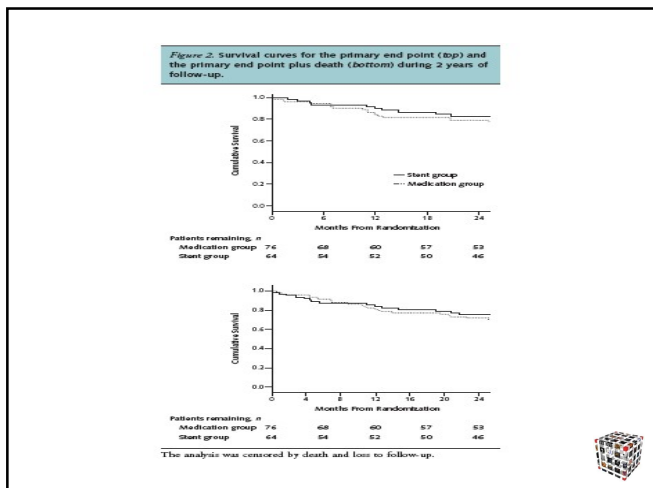 Figure 2. Survival curves for the primary end point (top) and
the primary end point plus death (bottom) during 2 years of
follow-up.
1.0
0.8
0.6
0.4
0.2
0.0
Cumulative Survival
Stent group
Medication group
0 6 12 18 24
Months From Randomization
Patients remaining, n
Medication group 76 68 60 57 53
Stent group 64 54 52 50 46
1.0
0.8
0.6
0.4
0.2
0.0
Cumulative Survival
0 4 8 12 16 20 24
Months From Randomization
Patients remaining, n
Medication group 76 68 60 57 53
Stent group 64 54 52 50 46
The analysis was censored by death and loss to follow-up.